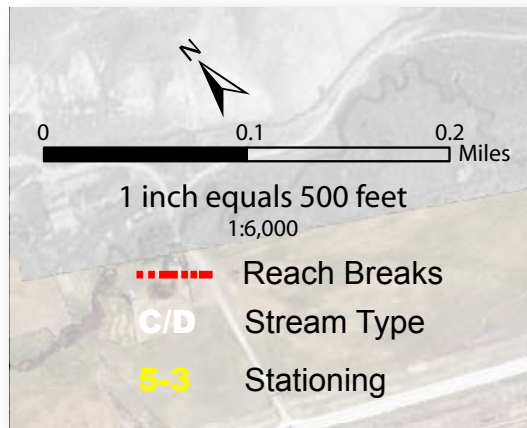 N
0 0.1 0.2
Miles
1 inch equals 500 feet
1:6,000
Reach Breaks
C/D Stream Type
5-3 Stationing